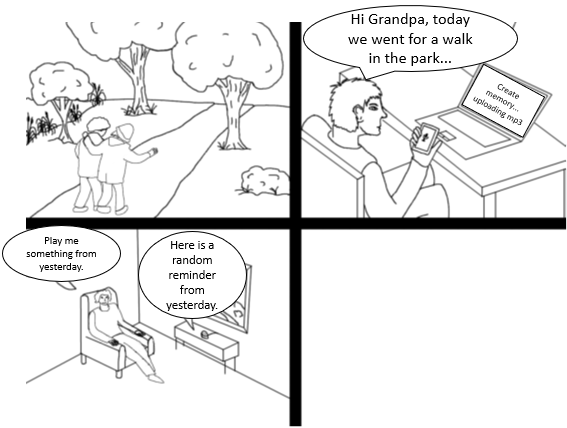 Hi Grandpa, today
we went for a walk
in the park...
Create
memory...
uploading mp3
Play me
something from
yesterday.
Here is a
random
reminder
from
yesterday.